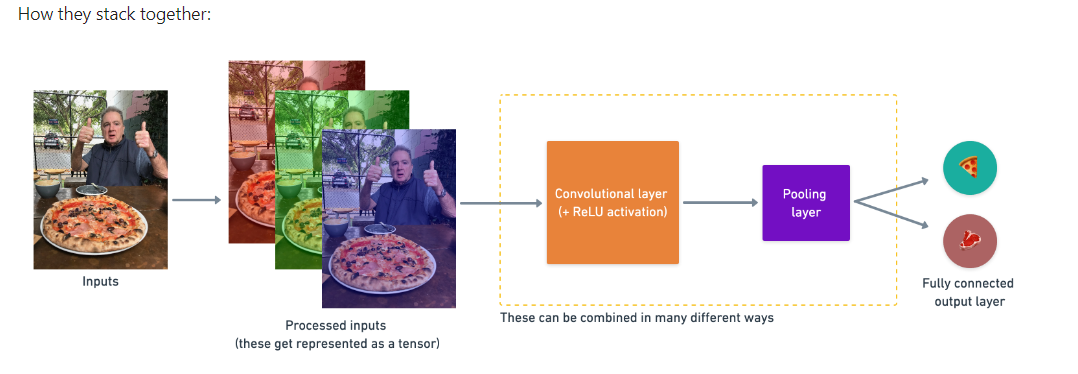 How they stack together:
Inputs
Processed inputs
(these get represented as a tensor)
Convolutional layer
(+ ReLU activation)
Pooling
layer
These can be combined in many different ways
Fully connected
output layer